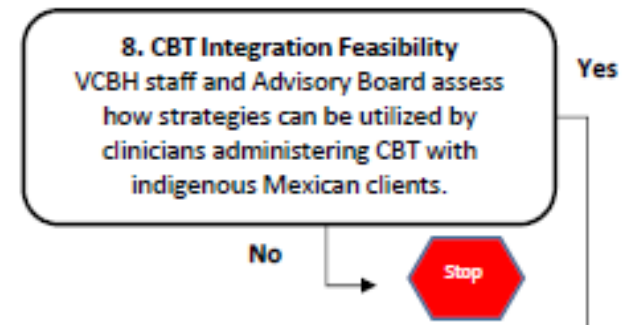 8. CBT Integration Feasibility
VCBH staff and Advisory Board assess
how strategies can be utilized by
clinicians administering CBT with
indigenous Mexican clients.
Yes
No
Stop